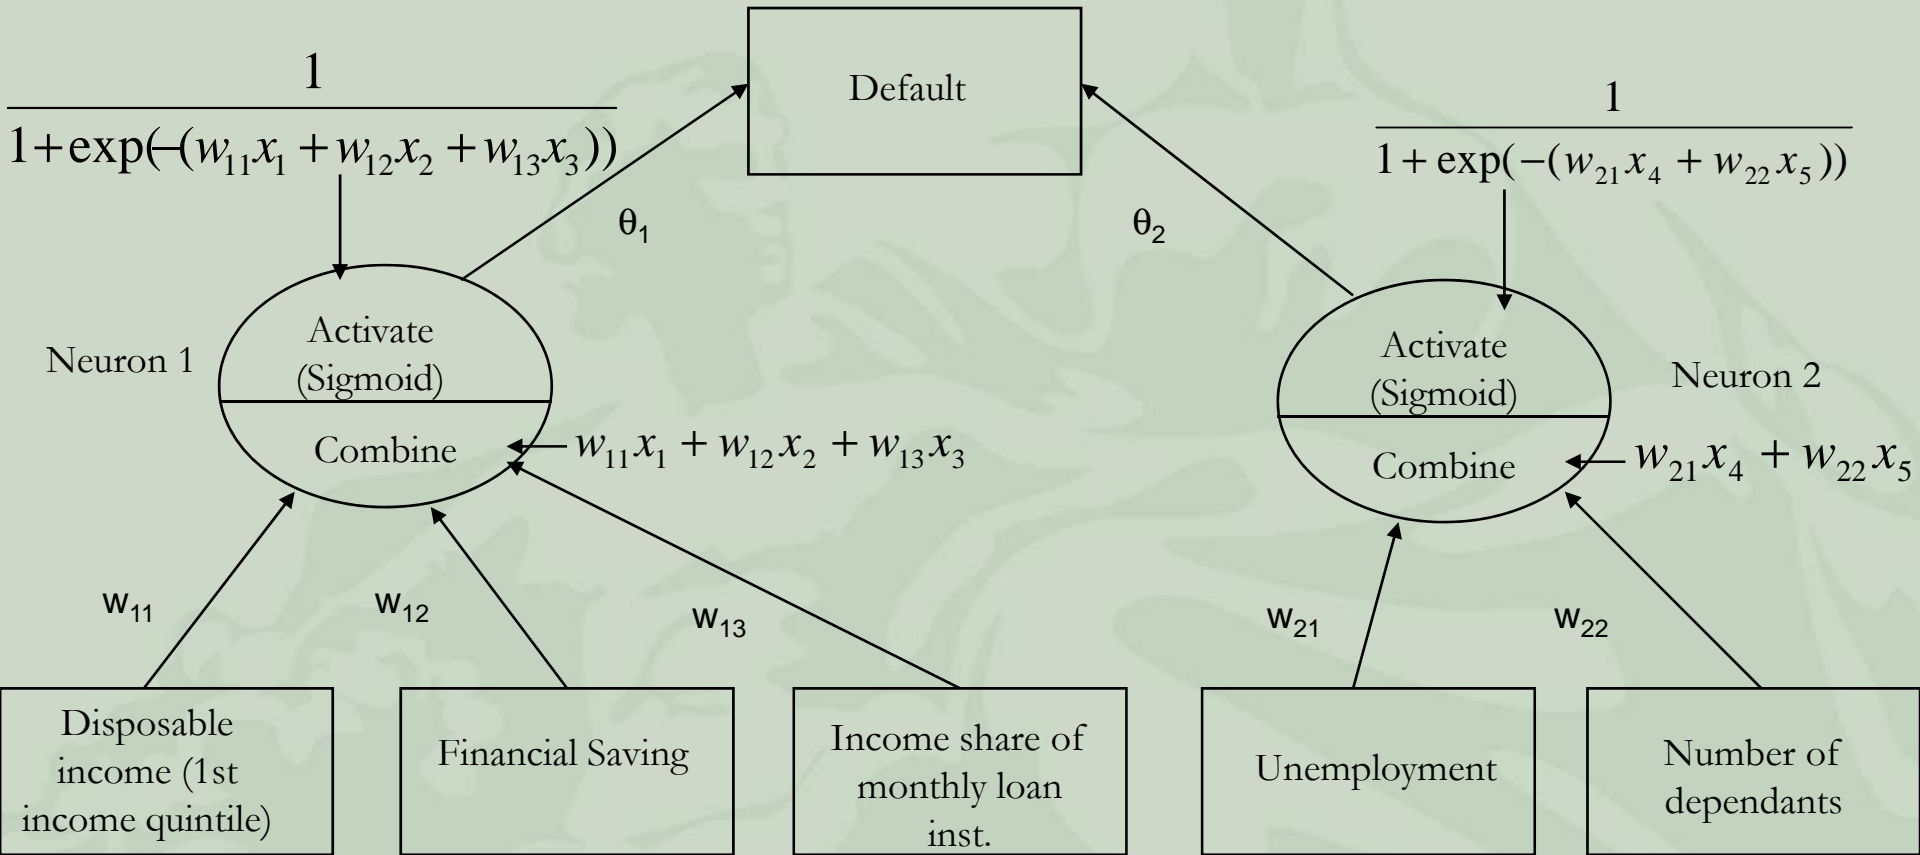 Default
1
1+exp(−(w₁₁x₁ + w₁₂x₂ + w₁₃x₃))
1
1 + exp(−(w₂₁x₄ + w₂₂x₅))
θ₁
θ₂
Neuron 1
Activate
(Sigmoid)
Combine
w₁₁x₁ + w₁₂x₂ + w₁₃x₃
Activate
(Sigmoid)
Neuron 2
Combine
w₂₁x₄ + w₂₂x₅
w₁₁
w₁₂
w₁₃
w₂₁
w₂₂
Disposable
income (1st
income quintile)
Financial Saving
Income share of
monthly loan
inst.
Unemployment
Number of
dependants